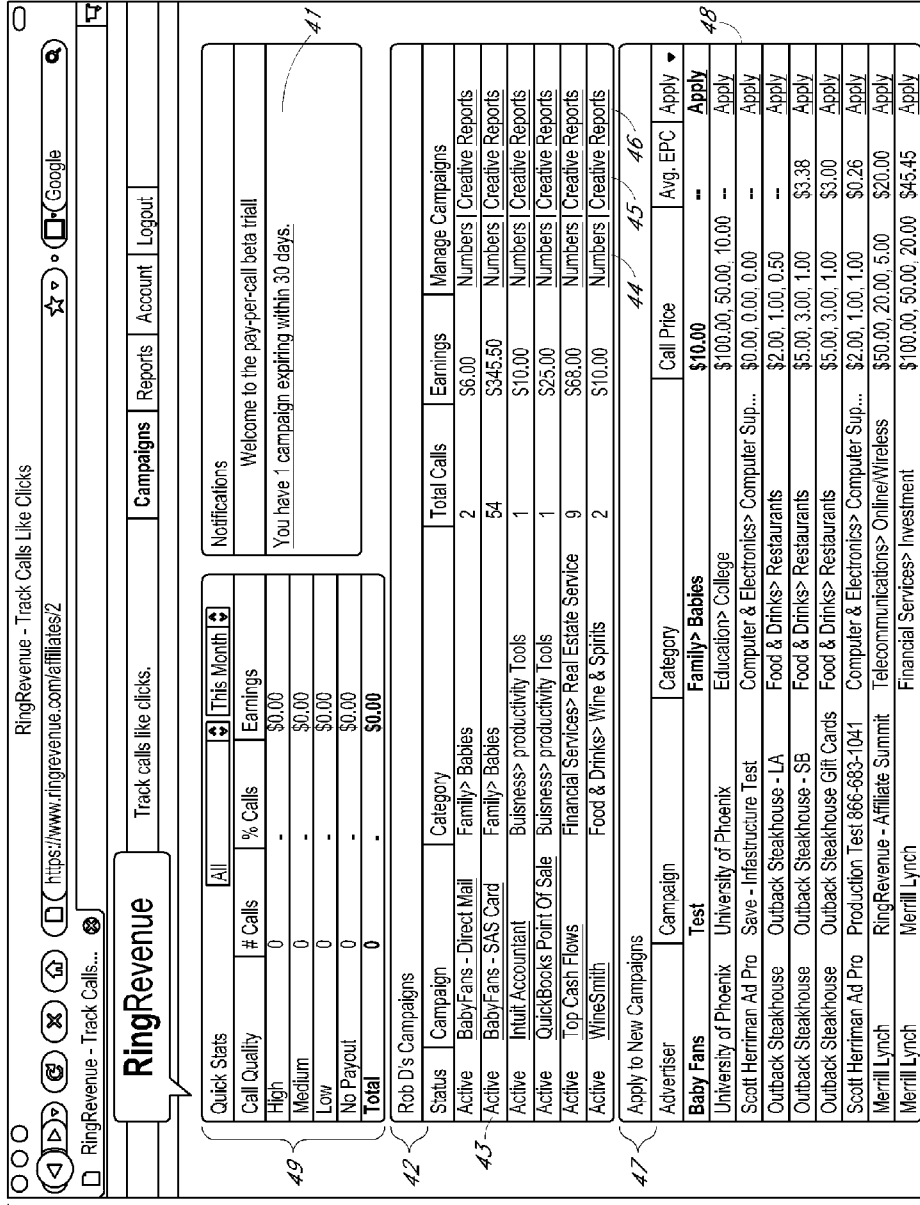 RingRevenue - Track Calls Like Clicks
https://www.ringrevenue.com/affiliates/2
Google
RingRevenue - Track Calls...
RingRevenue
Track calls like clicks.
Campaigns Reports Account Logout
Quick Stats All This Month
Call Quality # Calls % Calls Earnings
High 0 - $0.00
Medium 0 - $0.00
Low 0 - $0.00
No Payout 0 - $0.00
Total 0 - $0.00
49
Notifications
Welcome to the pay-per-call beta triall
You have 1 campaign expiring within 30 days.
41
42
Rob D's Campaigns
Status Campaign Category Total Calls Earnings Manage Campaigns
Active BabyFans - Direct Mail Family> Babies 2 $6.00 Numbers | Creative Reports
Active BabyFans - SAS Card Family> Babies 54 $345.50 Numbers | Creative Reports
Active Intuit Accountant Buisness> productivity Tools 1 $10.00 Numbers | Creative Reports
Active QuickBooks Point Of Sale Buisness> productivity Tools 1 $25.00 Numbers | Creative Reports
Active Top Cash Flows Financial Services> Real Estate Service 9 $68.00 Numbers | Creative Reports
Active WineSmith Food & Drinks> Wine & Spirits 2 $10.00 Numbers | Creative Reports
43
44
45
46
47
Apply to New Campaigns
Advertiser Campaign Category Call Price Avg. EPC Apply
Baby Fans Test Family> Babies $10.00 -- Apply
University of Phoenix University of Phoenix Education> College $100.00, 50.00, 10.00 -- Apply
Scott Herriman Ad Pro Save - Infastructure Test Computer & Electronics> Computer Sup... $0.00, 0.00, 0.00 -- Apply
Outback Steakhouse Outback Steakhouse - LA Food & Drinks> Restaurants $2.00, 1.00, 0.50 -- Apply
Outback Steakhouse Outback Steakhouse - SB Food & Drinks> Restaurants $5.00, 3.00, 1.00 $3.38 Apply
Outback Steakhouse Outback Steakhouse Gift Cards Food & Drinks> Restaurants $5.00, 3.00, 1.00 $3.00 Apply
Scott Herriman Ad Pro Production Test 866-683-1041 Computer & Electronics> Computer Sup... $2.00, 1.00, 1.00 $0.26 Apply
Merrill Lynch RingRevenue - Affiliate Summit Telecommunications> Online/Wireless $50.00, 20.00, 5.00 $20.00 Apply
Merrill Lynch Merrill Lynch Financial Services> Investment $100.00, 50.00, 20.00 $45.45 Apply
48